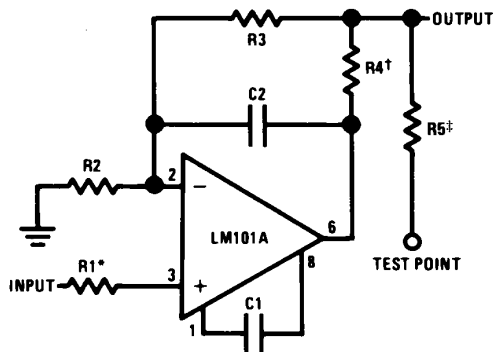 R3
OUTPUT
R4†
C2
R5‡
R2
2
−
LM101A
6
8
TEST POINT
INPUT
R1*
3
+
1
C1